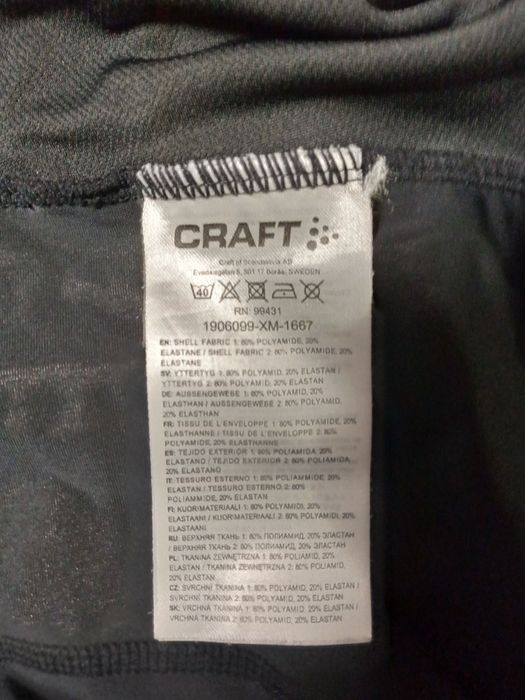 CRAFT
Craft of Scandinavia AB
Evedalsgatan 5, 501 17 Borås, SWEDEN
40
RN: 99431
1906099-XM-1667
EN: SHELL FABRIC 1: 80% POLYAMIDE, 20%
ELASTANE / SHELL FABRIC 2: 80% POLYAMIDE, 20%
ELASTANE
SV: YTTERTYG 1: 80% POLYAMID, 20% ELASTAN /
YTTERTYG 2: 80% POLYAMID, 20% ELASTAN
DE: AUSSENGEWEBE 1: 80% POLYAMID, 20%
ELASTHAN / AUSSENGEWEBE 2: 80% POLYAMID,
20% ELASTHAN
FR: TISSU DE L'ENVELOPPE 1: 80% POLYAMIDE, 20%
ELASTHANNE / TISSU DE L'ENVELOPPE 2: 80%
POLYAMIDE, 20% ELASTHANNE
ES: TEJIDO EXTERIOR 1: 80% POLIAMIDA, 20%
ELASTANO / TEJIDO EXTERIOR 2: 80% POLIAMIDA,
20% ELASTANO
IT: TESSURO ESTERNO 1: 80% POLIAMMIDE, 20%
ELASTAN / TESSURO ESTERNO 2: 80%
POLIAMMIDE, 20% ELASTAN
FI: KUORIMATERIAALI 1: 80% POLYAMIDI, 20%
ELASTAANI / KUORIMATERIAALI 2: 80% POLYAMIDI, 20%
ELASTAANI
RU: ВЕРХНЯЯ ТКАНЬ 1: 80% ПОЛИАМИД, 20% ЭЛАСТАН
/ ВЕРХНЯЯ ТКАНЬ 2: 80% ПОЛИАМИД, 20% ЭЛАСТАН
PL: TKANINA ZEWNĘTRZNA 1: 80% POLIAMID, 20%
ELASTAN / TKANINA ZEWNĘTRZNA 2: 80% POLIAMID,
20% ELASTAN
CZ: SVRCHNÍ TKANINA 1: 80% POLYAMID, 20% ELASTAN /
SVRCHNÍ TKANINA 2: 80% POLYAMID, 20% ELASTAN
SK: VRCHNÁ TKANINA 1: 80% POLYAMID, 20% ELASTAN /
VRCHNÁ TKANINA 2: 80% POLYAMID, 20% ELASTAN